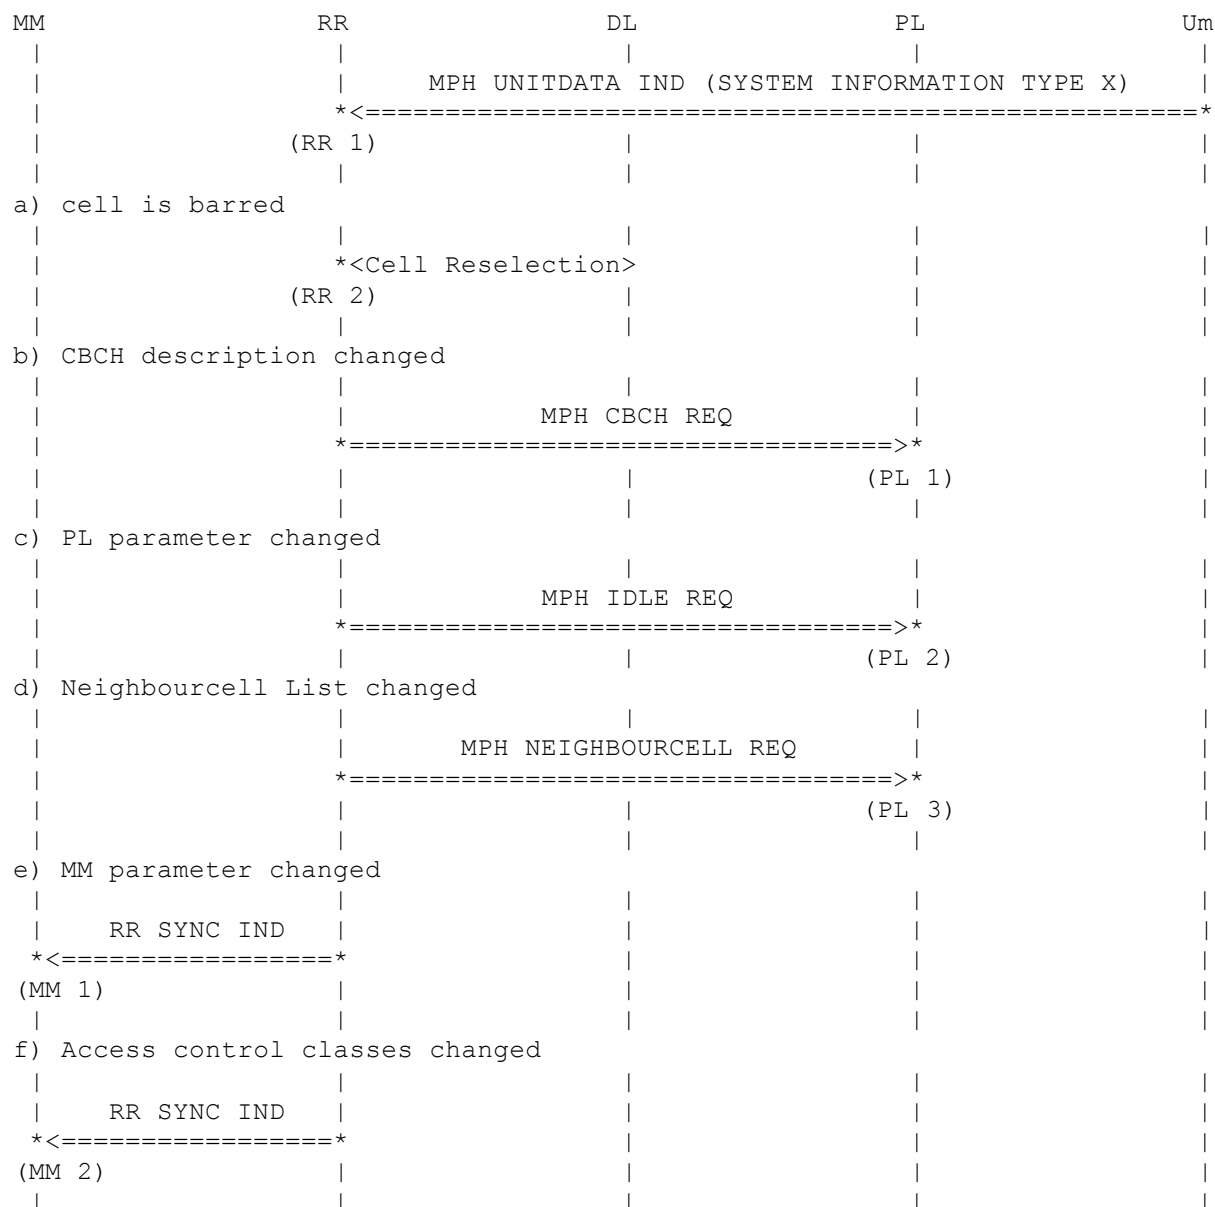 MM RR DL PL Um
MPH UNITDATA IND (SYSTEM INFORMATION TYPE X)
*<====================================================*
(RR 1)
a) cell is barred
*<Cell Reselection>
(RR 2)
b) CBCH description changed
MPH CBCH REQ
*==================================>*
(PL 1)
c) PL parameter changed
MPH IDLE REQ
*==================================>*
(PL 2)
d) Neighbourcell List changed
MPH NEIGHBOURCELL REQ
*==================================>*
(PL 3)
e) MM parameter changed
RR SYNC IND
*<=================*
(MM 1)
f) Access control classes changed
RR SYNC IND
*<=================*
(MM 2)